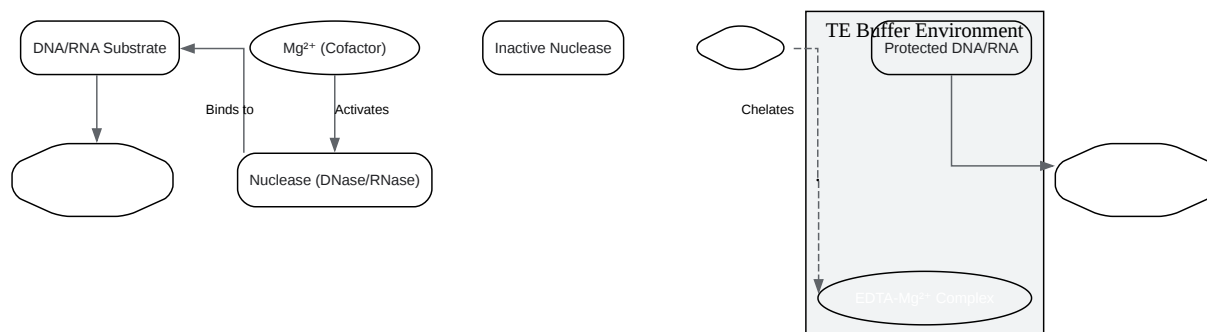 TE Buffer Environment
DNA/RNA Substrate
Mg²⁺ (Cofactor)
Inactive Nuclease
Protected DNA/RNA
Binds to
Activates
Chelates
Nuclease (DNase/RNase)
EDTA-Mg²⁺ Complex